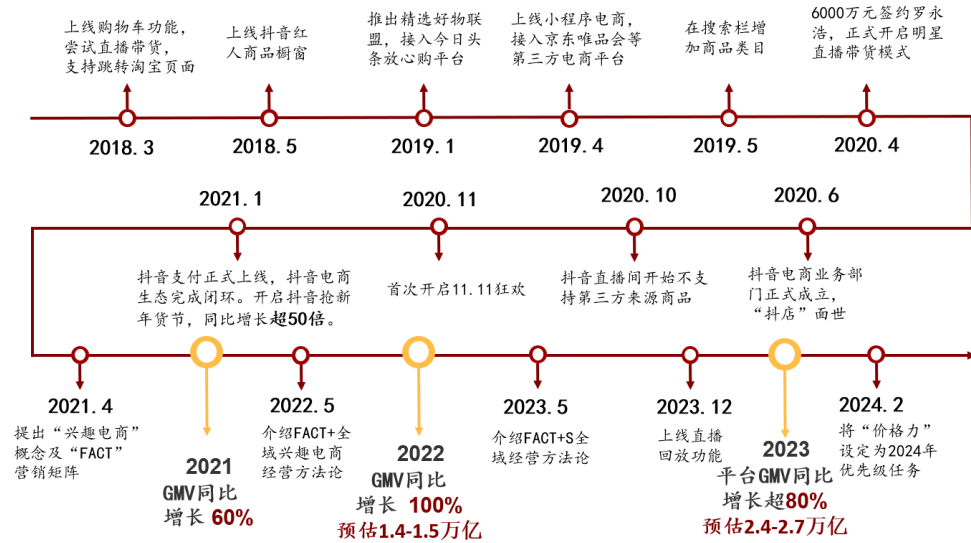 上线购物车功能，
尝试直播带货，
支持跳转淘宝页面
2018.3
上线抖音红
人商品橱窗
2018.5
推出精选好物联
盟，接入今日头
条放心购平台
2019.1
上线小程序电商，
接入京东唯品会等
第三方电商平台
2019.4
在搜索栏增
加商品类目
2019.5
6000万元签约罗永
浩，正式开启明星
直播带货模式
2020.4
2020.6
抖音电商业务部
门正式成立，
“抖店”面世
2020.10
抖音直播间开始不支
持第三方来源商品
2020.11
首次开启11.11狂欢
2021.1
抖音支付正式上线，抖音电商
生态完成闭环。开启抖音抢新
年货节，同比增长超50倍。
2021.4
提出“兴趣电商”
概念及“FACT”
营销矩阵
2021
GMV同比
增长 60%
2022.5
介绍FACT+全
域兴趣电商
经营方法论
2022
GMV同比
增长 100%
预估1.4-1.5万亿
2023.5
介绍FACT+S全
域经营方法论
2023.12
上线直播
回放功能
2023
平台GMV同比
增长超80%
预估2.4-2.7万亿
2024.2
将“价格力”
设定为2024年
优先级任务